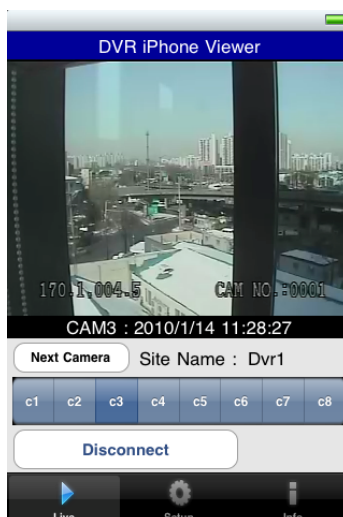 DVR iPhone Viewer
170.1.004.5 CAM NO.:0001
CAM3 : 2010/1/14 11:28:27
Next Camera Site Name : Dvr1
c1 c2 c3 c4 c5 c6 c7 c8
Disconnect
Live Setup Info